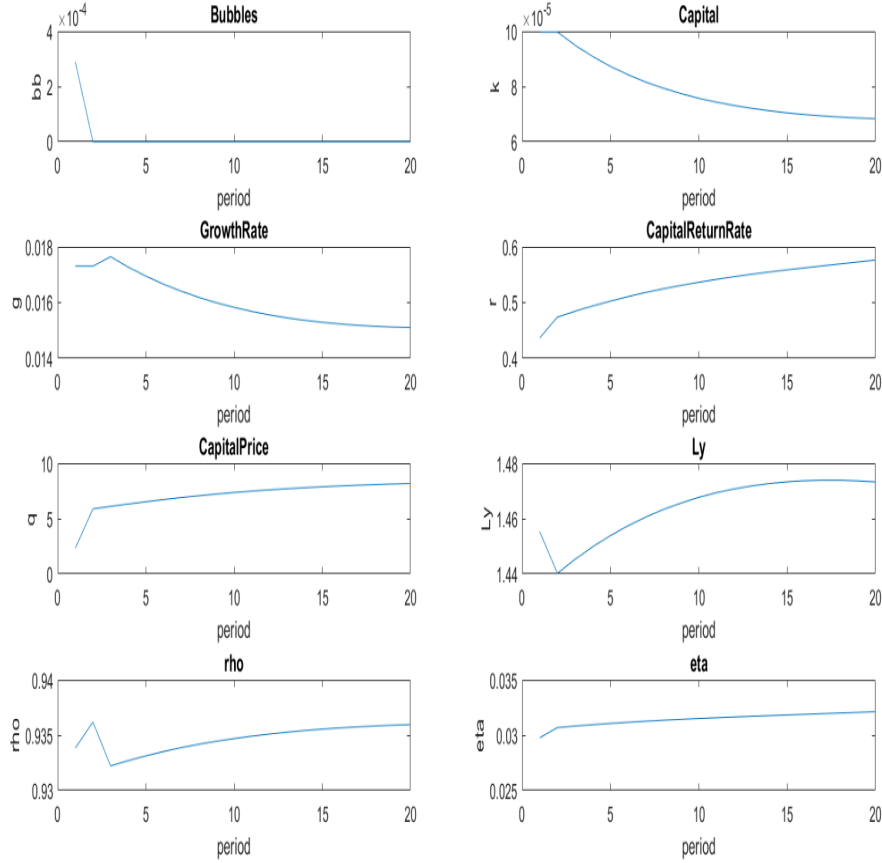 Bubbles
×10⁻⁴
4
2
0
bb
0 5 10 15 20
period
Capital
×10⁻⁵
10
8
6
k
0 5 10 15 20
period
GrowthRate
0.018
0.016
0.014
g
0 5 10 15 20
period
CapitalReturnRate
0.6
0.5
0.4
r
0 5 10 15 20
period
CapitalPrice
10
5
0
q
0 5 10 15 20
period
Ly
1.48
1.46
1.44
Ly
0 5 10 15 20
period
rho
0.94
0.935
0.93
rho
0 5 10 15 20
eta
0.035
0.03
0.025
eta
0 5 10 15 20